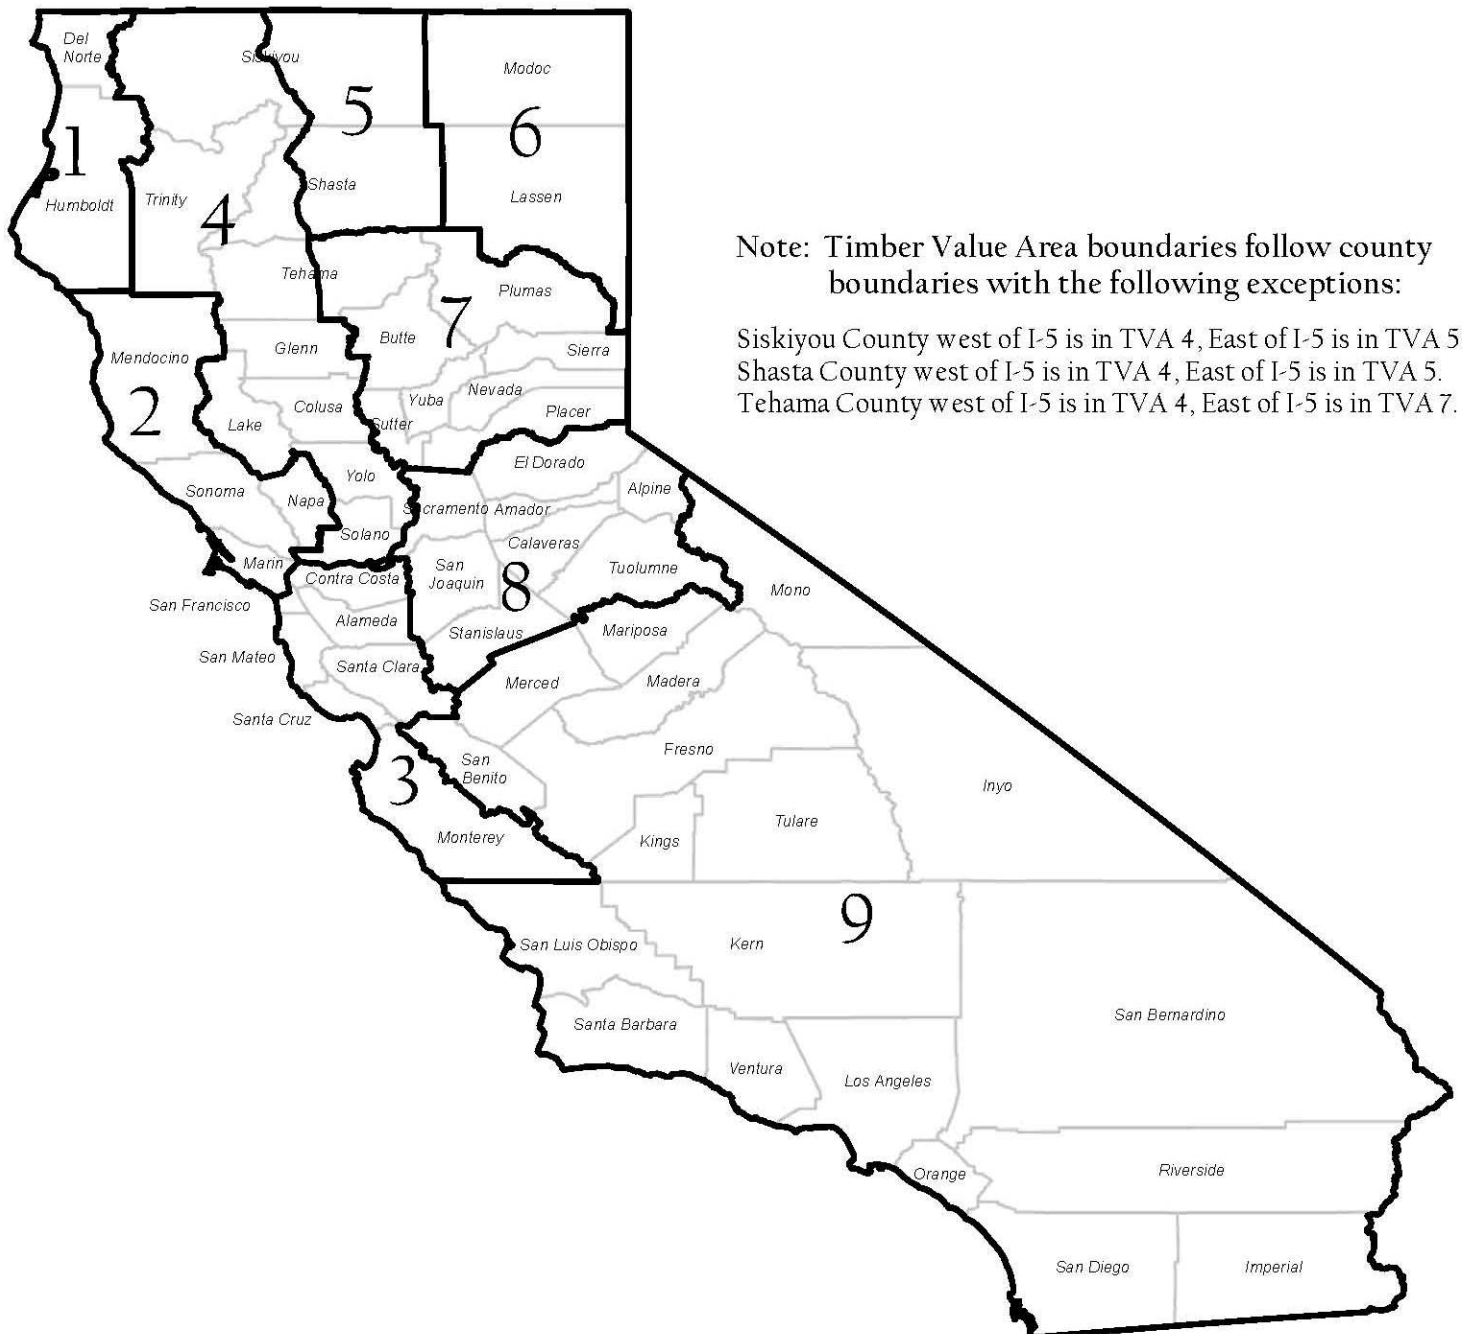 Del
Norte
Siskiyou
Modoc
5
6
1
Shasta
Lassen
Humboldt
Trinity
4
Note: Timber Value Area boundaries follow county
boundaries with the following exceptions:
Siskiyou County west of I-5 is in TVA 4, East of I-5 is in TVA 5
Shasta County west of I-5 is in TVA 4, East of I-5 is in TVA 5.
Tehama County west of I-5 is in TVA 4, East of I-5 is in TVA 7.
Tehama
Plumas
7
Butte
Glenn
Sierra
Mendocino
Nevada
Yuba
Colusa
Placer
2
Lake
Sutter
El Dorado
Yolo
Sonoma
Napa
Alpine
Sacramento
Amador
Solano
Calaveras
Marin
San
Joaquin
Tuolumne
Contra Costa
8
Mono
San Francisco
Alameda
Stanislaus
Mariposa
San Mateo
Santa Clara
Merced
Madera
Santa Cruz
Fresno
3
San
Benito
Inyo
Tulare
Monterey
Kings
9
San Luis Obispo
Kern
San Bernardino
Santa Barbara
Ventura
Los Angeles
Orange
Riverside
San Diego
Imperial